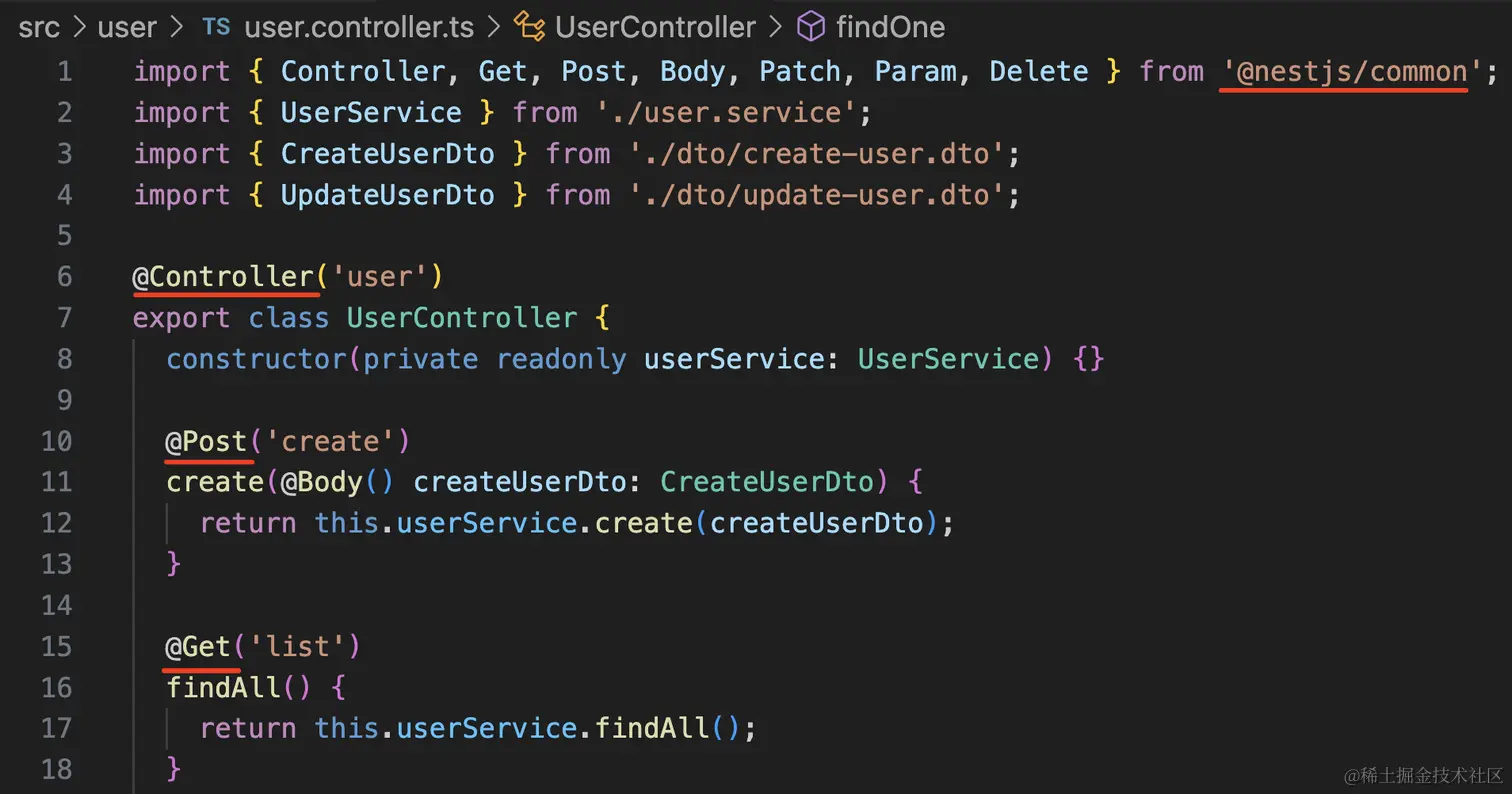 src > user > TS user.controller.ts > UserController > findOne
1 import { Controller, Get, Post, Body, Patch, Param, Delete } from '@nestjs/common';
2 import { UserService } from './user.service';
3 import { CreateUserDto } from './dto/create-user.dto';
4 import { UpdateUserDto } from './dto/update-user.dto';
5
6 @Controller('user')
7 export class UserController {
8   constructor(private readonly userService: UserService) {}
9
10   @Post('create')
11   create(@Body() createUserDto: CreateUserDto) {
12     return this.userService.create(createUserDto);
13   }
14
15   @Get('list')
16   findAll() {
17     return this.userService.findAll();
18   }
@稀土掘金技术社区